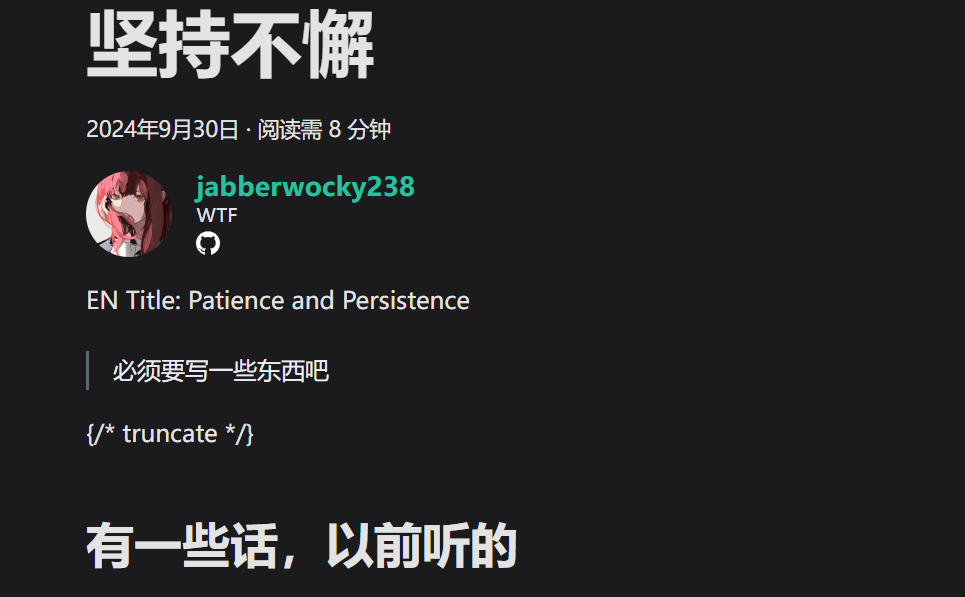 坚持不懈
2024年9月30日 · 阅读需 8 分钟
jabberwocky238
WTF
EN Title: Patience and Persistence
必须要写一些东西吧
{/* truncate */}
有一些话，以前听的